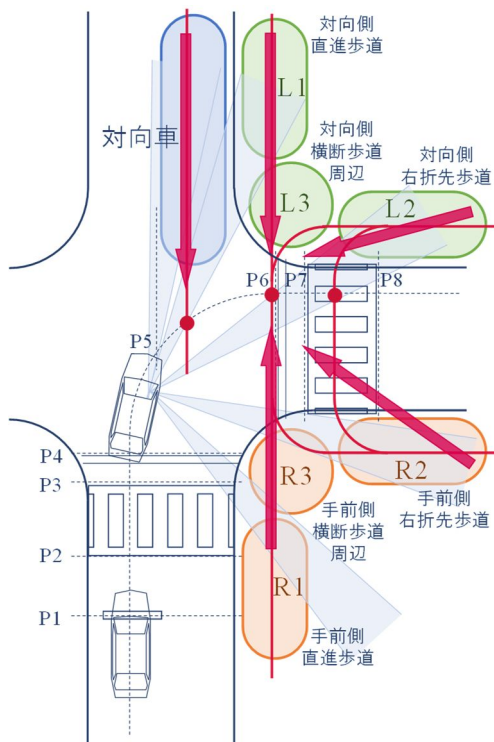 対向側
直進歩道
L1
対向車
対向側
横断歩道
周辺
対向側
右折先歩道
L3
L2
P6
P7
P8
P5
P4
P3
R3
R2
手前側
横断歩道
周辺
手前側
右折先歩道
P2
R1
P1
手前側
直進歩道